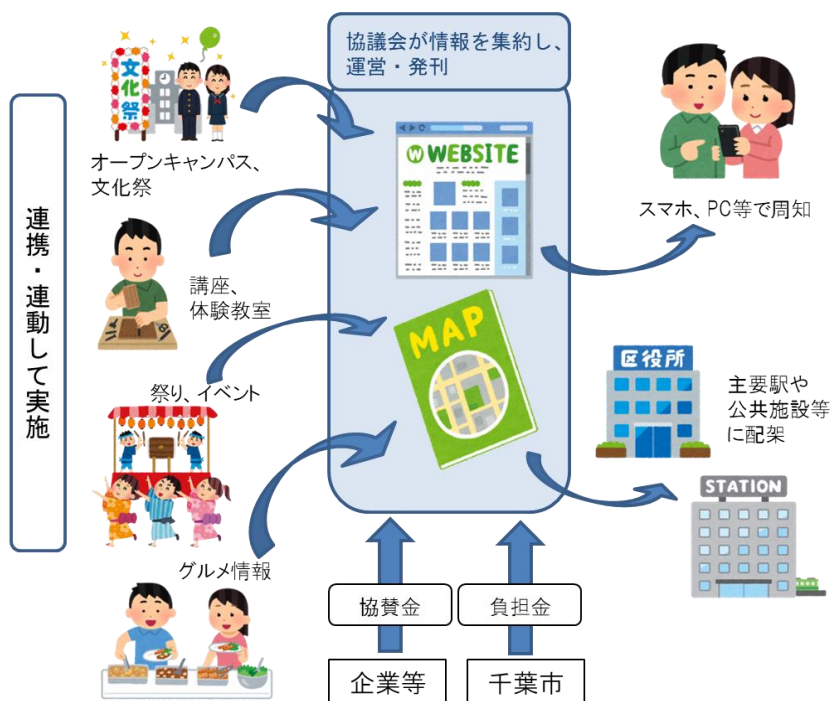 協議会が情報を集約し、
運営・発刊
連携・連動して実施
文化祭
オープンキャンパス、
文化祭
講座、
体験教室
祭り、イベント
グルメ情報
WEBSITE
MAP
スマホ、PC等で周知
区役所
主要駅や
公共施設等
に配架
STATION
協賛金
負担金
企業等
千葉市